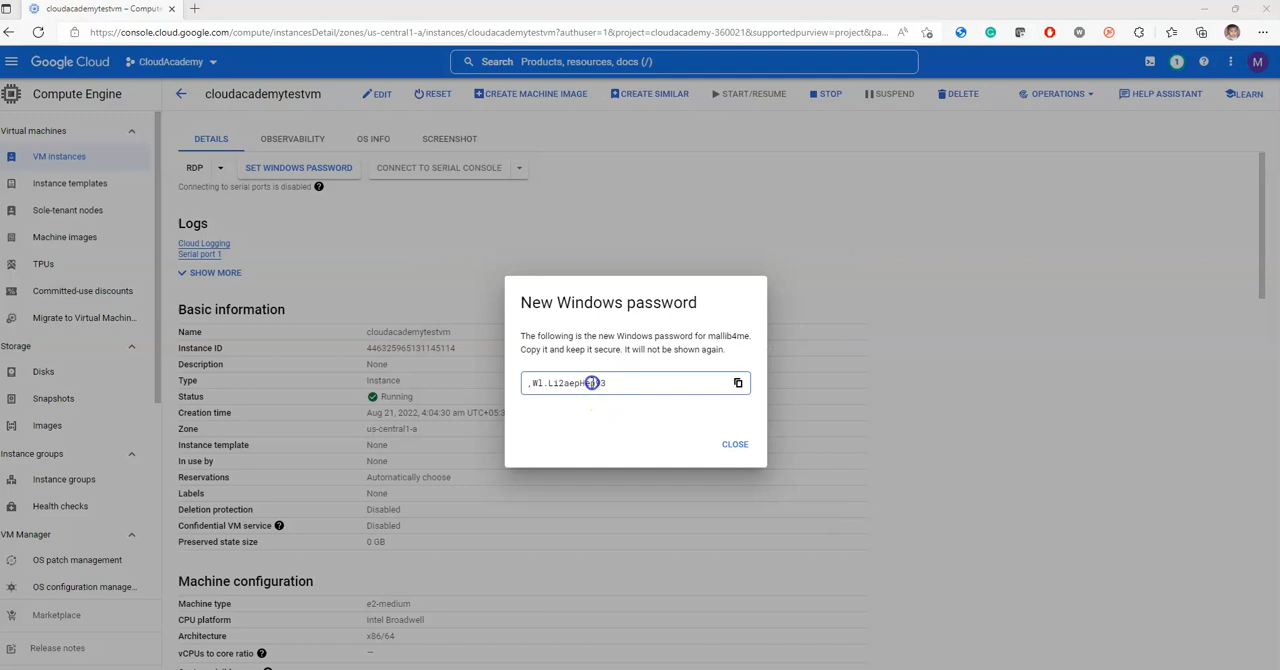 cloudacademytestvm – Compute
https://console.cloud.google.com/compute/instancesDetail/zones/us-central1-a/instances/cloudacademytestvm?authuser=1&project=cloudacademy-360021&supportedpurview=project&pa...
Google Cloud
CloudAcademy
Search Products, resources, docs (/)
1
M
Compute Engine
cloudacademytestvm
EDIT
RESET
CREATE MACHINE IMAGE
CREATE SIMILAR
START/RESUME
STOP
SUSPEND
DELETE
OPERATIONS
HELP ASSISTANT
LEARN
Virtual machines
VM instances
Instance templates
Sole-tenant nodes
Machine images
TPUs
Committed-use discounts
Migrate to Virtual Machin...
Storage
Disks
Snapshots
Images
Instance groups
Instance groups
Health checks
VM Manager
OS patch management
OS configuration manage...
Marketplace
Release notes
DETAILS
OBSERVABILITY
OS INFO
SCREENSHOT
RDP
SET WINDOWS PASSWORD
CONNECT TO SERIAL CONSOLE
Connecting to serial ports is disabled
Logs
Cloud Logging
Serial port 1
SHOW MORE
Basic information
Name cloudacademytestvm
Instance ID 446325965131145114
Description None
Type Instance
Status Running
Creation time Aug 21, 2022, 4:04:30 am UTC+05:3
Zone us-central1-a
Instance template None
In use by None
Reservations Automatically choose
Labels None
Deletion protection Disabled
Confidential VM service Disabled
Preserved state size 0 GB
Machine configuration
Machine type e2-medium
CPU platform Intel Broadwell
Architecture x86/64
vCPUs to core ratio —
New Windows password
The following is the new Windows password for mallib4me.
Copy it and keep it secure. It will not be shown again.
CLOSE